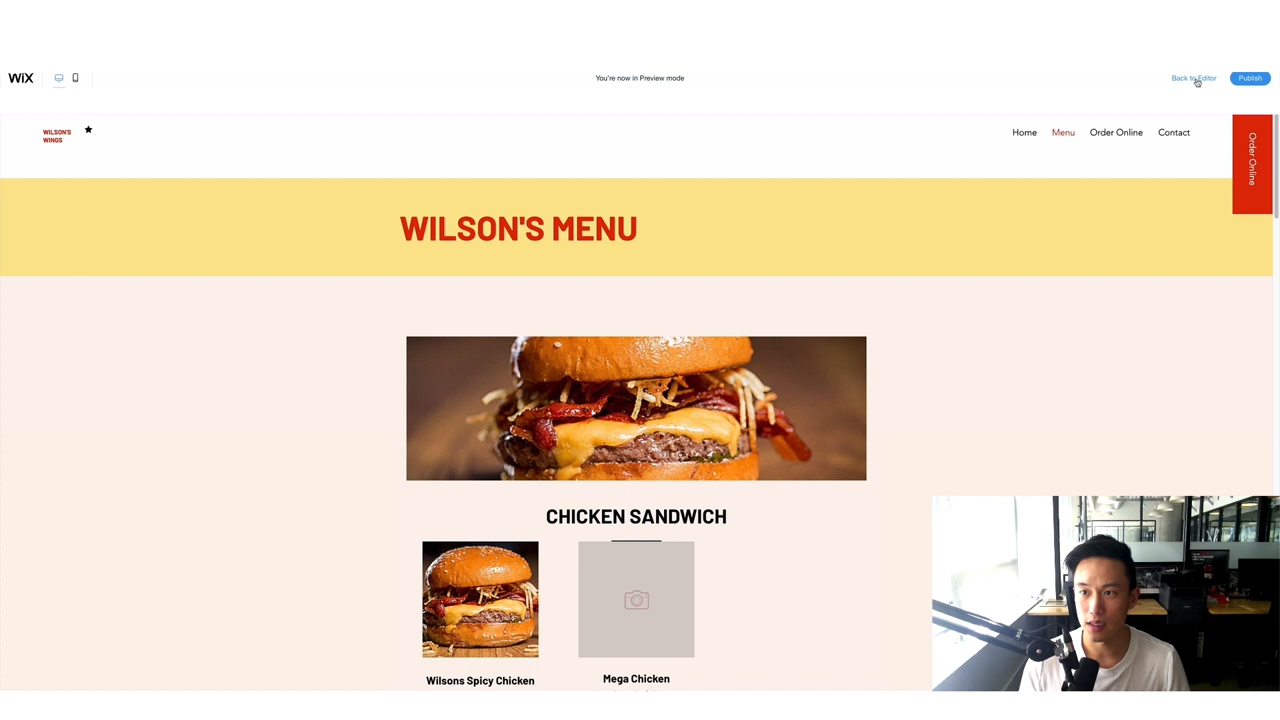 WiX
You're now in Preview mode
Back to Editor
Publish
WILSON'S
WINGS
Home
Menu
Order Online
Contact
Order Online
WILSON'S MENU
CHICKEN SANDWICH
Wilsons Spicy Chicken
Mega Chicken